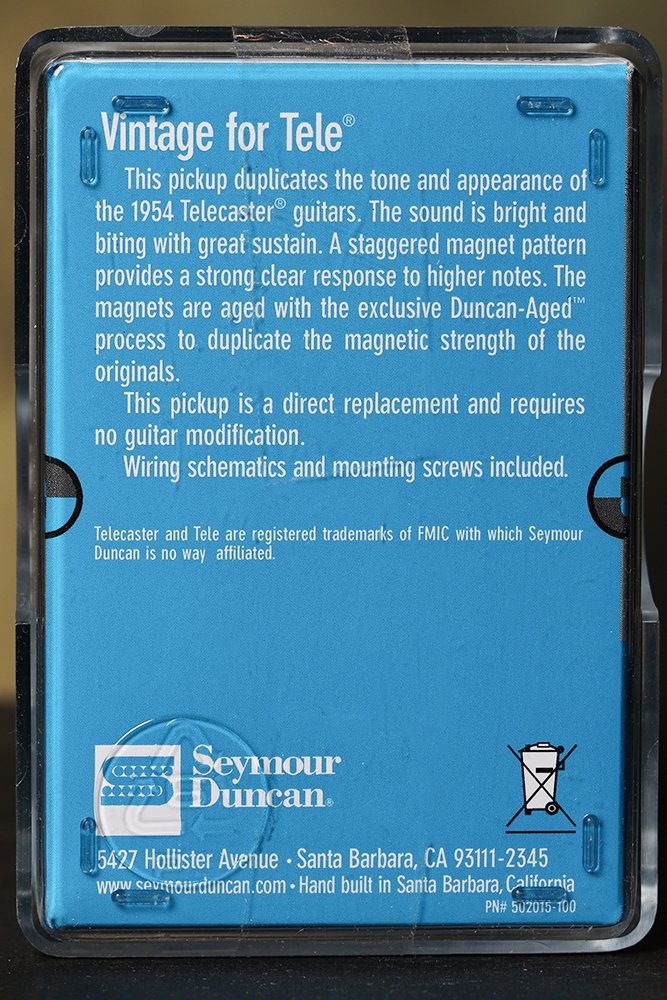 Vintage for Tele®
This pickup duplicates the tone and appearance of
the 1954 Telecaster® guitars. The sound is bright and
biting with great sustain. A staggered magnet pattern
provides a strong clear response to higher notes. The
magnets are aged with the exclusive Duncan-Aged™
process to duplicate the magnetic strength of the
originals.
This pickup is a direct replacement and requires
no guitar modification.
Wiring schematics and mounting screws included.
Telecaster and Tele are registered trademarks of FMIC with which Seymour
Duncan is no way affiliated.
Seymour
Duncan®
5427 Hollister Avenue • Santa Barbara, CA 93111-2345
www.seymourduncan.com • Hand built in Santa Barbara, California
PN# 502015-100